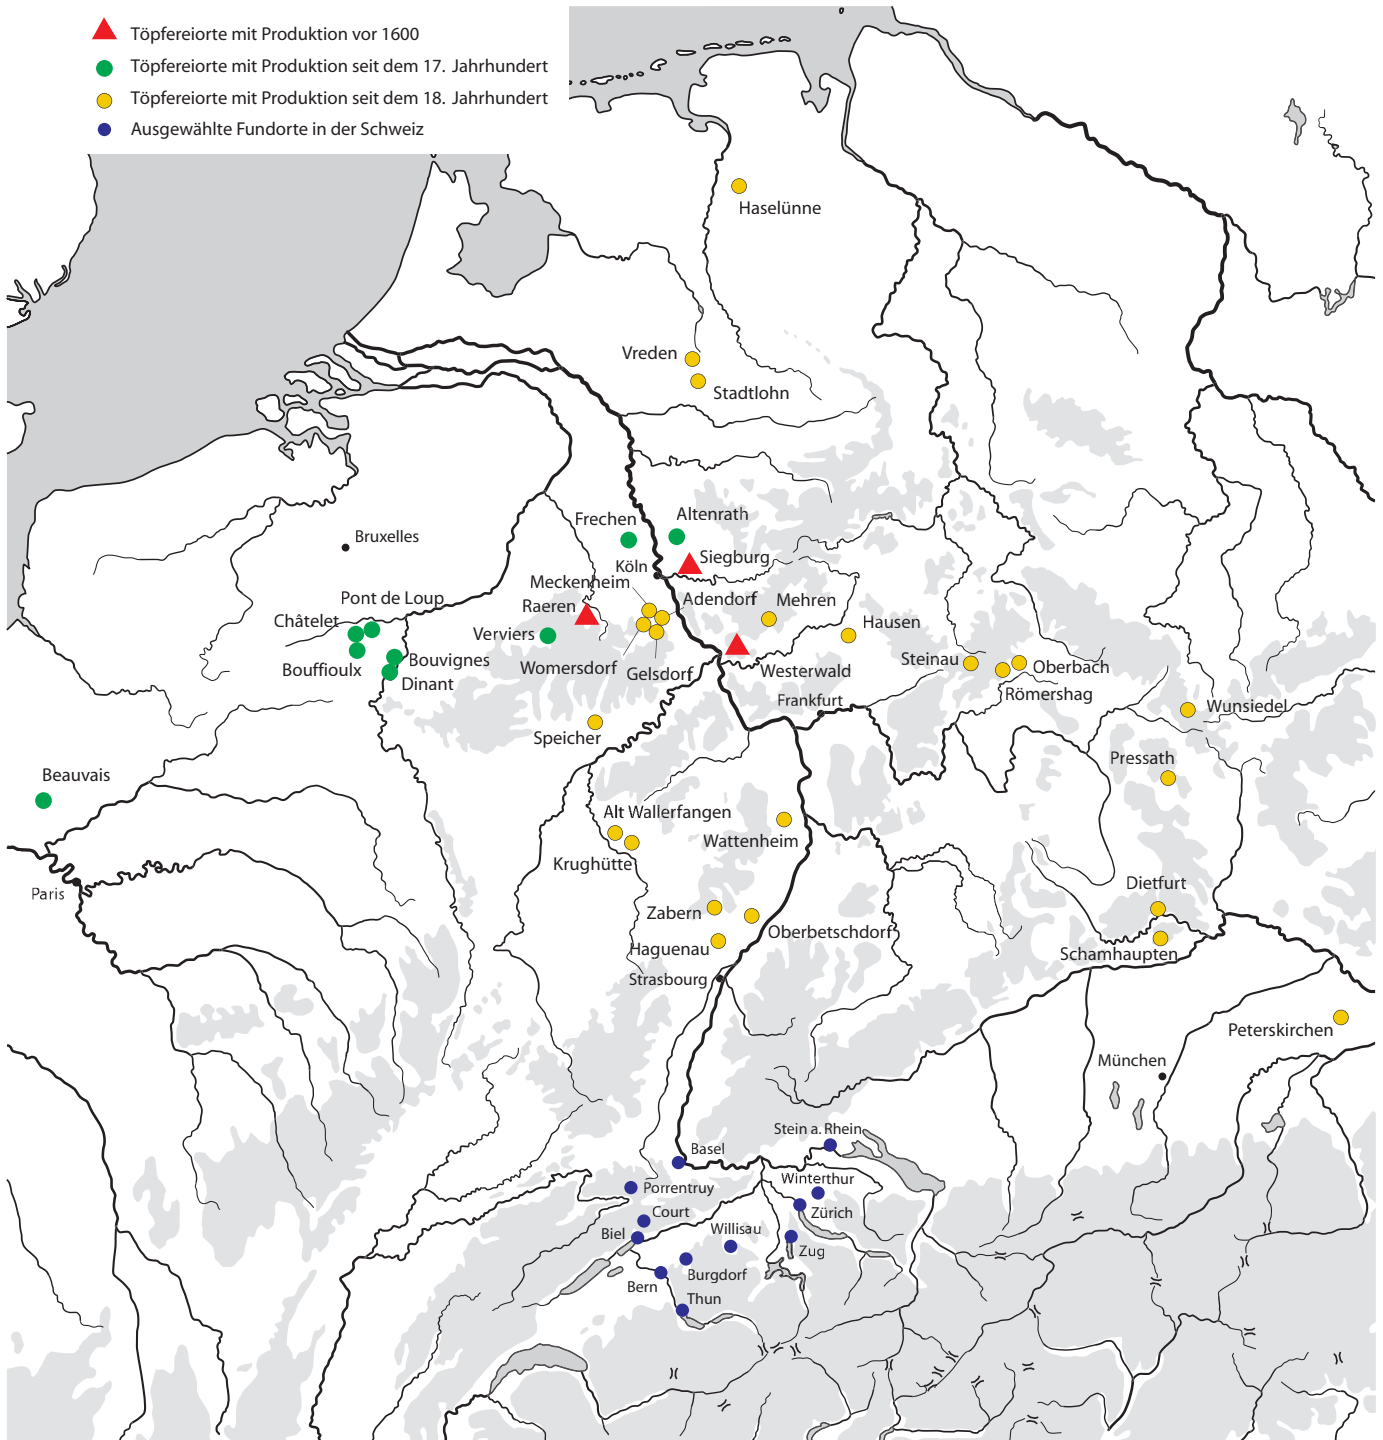 Töpfereiorte mit Produktion vor 1600
Töpfereiorte mit Produktion seit dem 17. Jahrhundert
Töpfereiorte mit Produktion seit dem 18. Jahrhundert
Ausgewählte Fundorte in der Schweiz
Haselünne
Vreden
Stadtlohn
Frechen
Altenrath
Bruxelles
Siegburg
Köln
Meckenheim
Pont de Loup
Raeren
Adendorf
Mehren
Châtelet
Verviers
Hausen
Bouffioulx
Bouvignes
Womersdorf
Gelsdorf
Westerwald
Steinau
Oberbach
Dinant
Römershag
Frankfurt
Wunsiedel
Speicher
Pressath
Beauvais
Alt Wallerfangen
Wattenheim
Krughütte
Paris
Dietfurt
Zabern
Oberbetschdorf
Haguenau
Schamhaupten
Strasbourg
Peterskirchen
München
Stein a. Rhein
Basel
Winterthur
Porrentruy
Court
Zürich
Biel
Willisau
Zug
Burgdorf
Bern
Thun